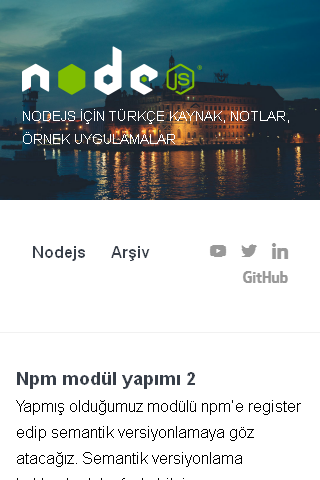 node JS
NODEJS İÇİN TÜRKÇE KAYNAK, NOTLAR,
ÖRNEK UYGULAMALAR
Nodejs Arşiv
GitHub
Npm modül yapımı 2
Yapmış olduğumuz modülü npm'e register
edip semantik versiyonlamaya göz
atacağız. Semantik versiyonlama